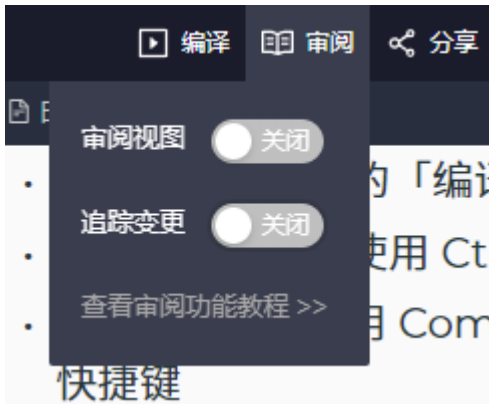 编译 审阅 分享
审阅视图 关闭
的「编译
追踪变更 关闭
使用 Ct
查看审阅功能教程 >>
用 Com
快捷键